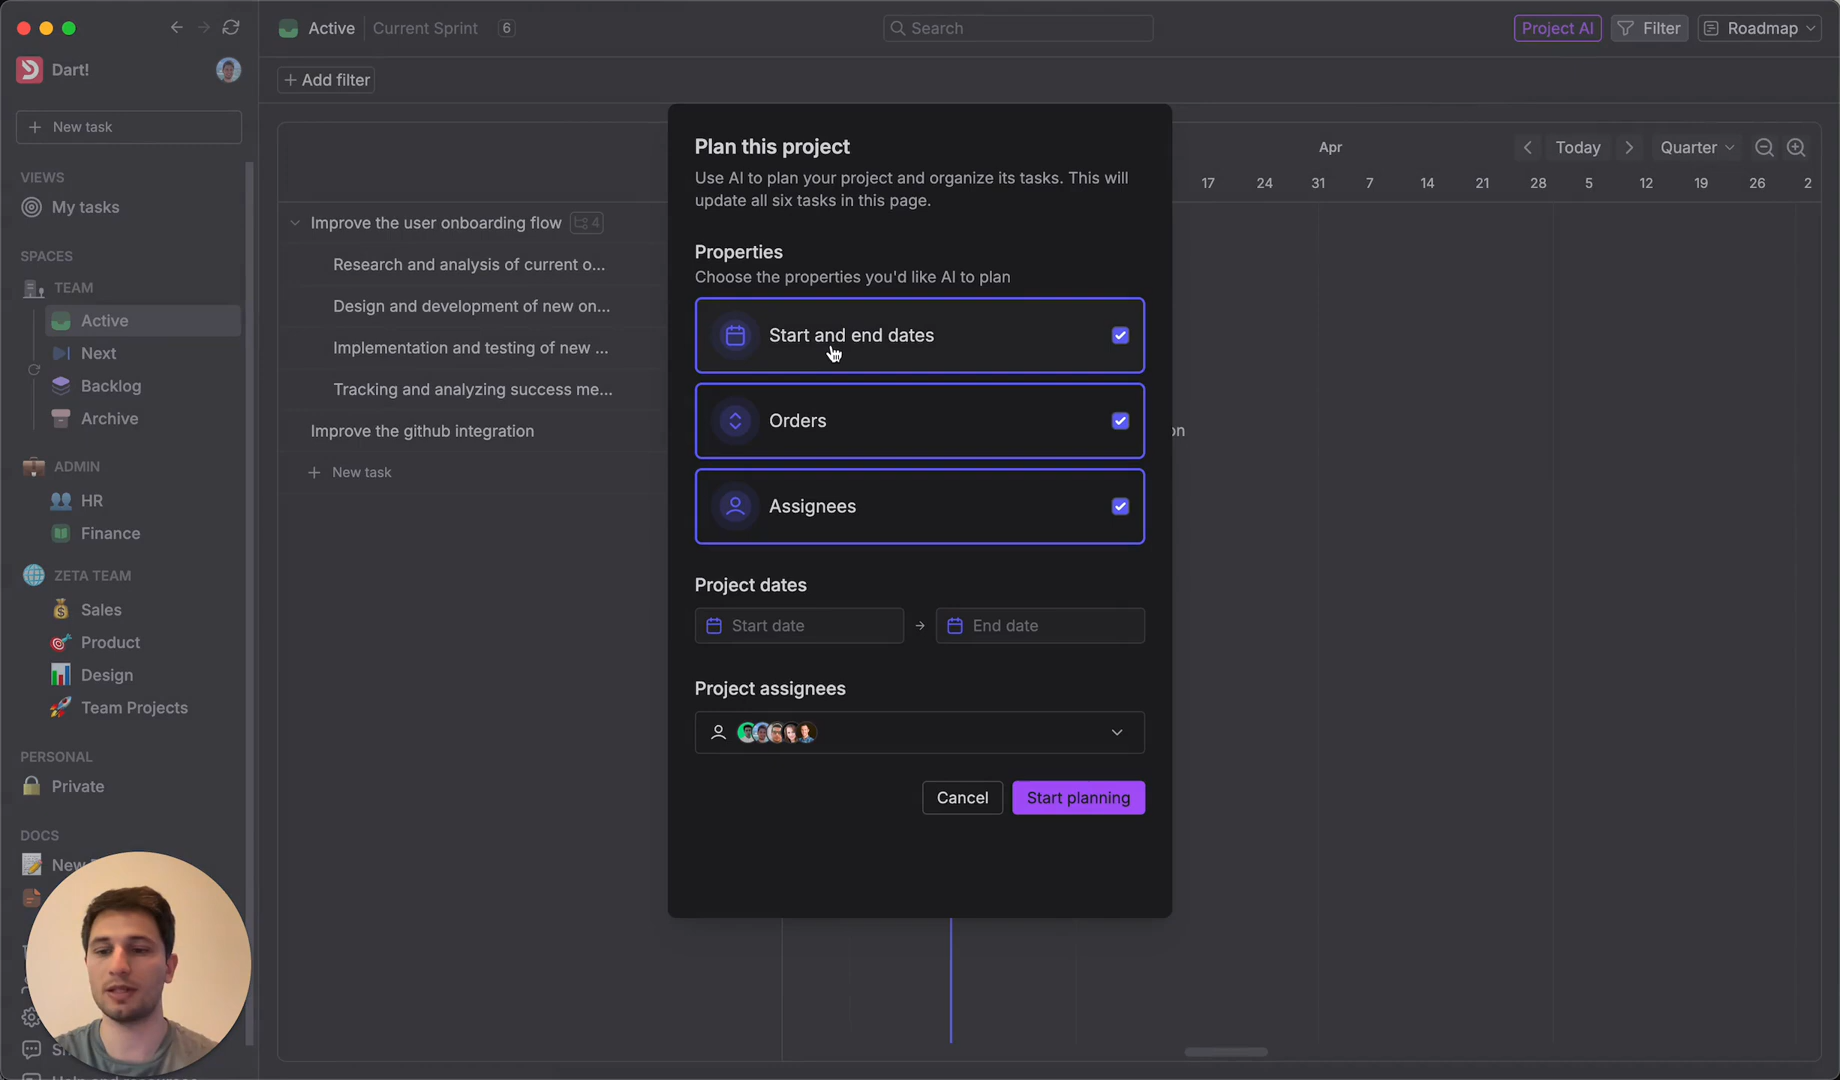 Active
Current Sprint
6
Search
Project AI
Filter
Roadmap
Dart!
Add filter
New task
VIEWS
My tasks
SPACES
TEAM
Active
Next
Backlog
Archive
ADMIN
HR
Finance
ZETA TEAM
Sales
Product
Design
Team Projects
PERSONAL
Private
DOCS
New
Improve the user onboarding flow
4
Research and analysis of current o...
Design and development of new on...
Implementation and testing of new ...
Tracking and analyzing success me...
Improve the github integration
New task
Plan this project
Use AI to plan your project and organize its tasks. This will
update all six tasks in this page.
Properties
Choose the properties you'd like AI to plan
Start and end dates
Orders
Assignees
Project dates
Start date
End date
Project assignees
Cancel
Start planning
Apr
Today
Quarter
17 24 31 7 14 21 28 5 12 19 26 2
on